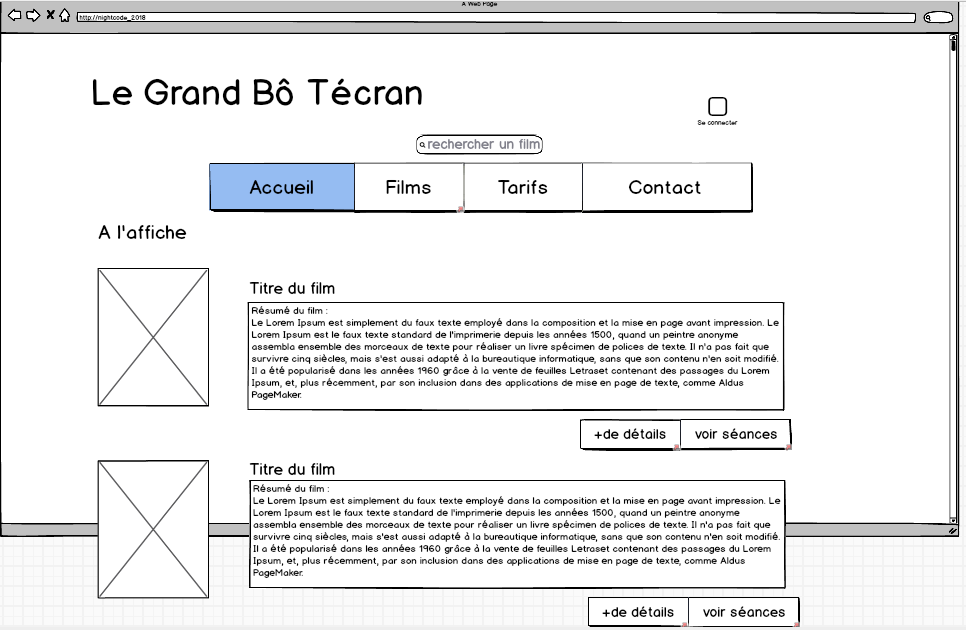 A Web Page
http://nightcode_2018
Le Grand Bô Técran
Se connecter
rechercher un film
Accueil Films Tarifs Contact
A l'affiche
Titre du film
Résumé du film :
Le Lorem Ipsum est simplement du faux texte employé dans la composition et la mise en page avant impression. Le
Lorem Ipsum est le faux texte standard de l'imprimerie depuis les années 1500, quand un peintre anonyme
assembla ensemble des morceaux de texte pour réaliser un livre spécimen de polices de texte. Il n'a pas fait que
survivre cinq siècles, mais s'est aussi adapté à la bureautique informatique, sans que son contenu n'en soit modifié.
Il a été popularisé dans les années 1960 grâce à la vente de feuilles Letraset contenant des passages du Lorem
Ipsum, et, plus récemment, par son inclusion dans des applications de mise en page de texte, comme Aldus
PageMaker.
+de détails voir séances
Titre du film
Résumé du film :
Le Lorem Ipsum est simplement du faux texte employé dans la composition et la mise en page avant impression. Le
Lorem Ipsum est le faux texte standard de l'imprimerie depuis les années 1500, quand un peintre anonyme
assembla ensemble des morceaux de texte pour réaliser un livre spécimen de polices de texte. Il n'a pas fait que
survivre cinq siècles, mais s'est aussi adapté à la bureautique informatique, sans que son contenu n'en soit modifié.
Il a été popularisé dans les années 1960 grâce à la vente de feuilles Letraset contenant des passages du Lorem
Ipsum, et, plus récemment, par son inclusion dans des applications de mise en page de texte, comme Aldus
PageMaker.
+de détails voir séances